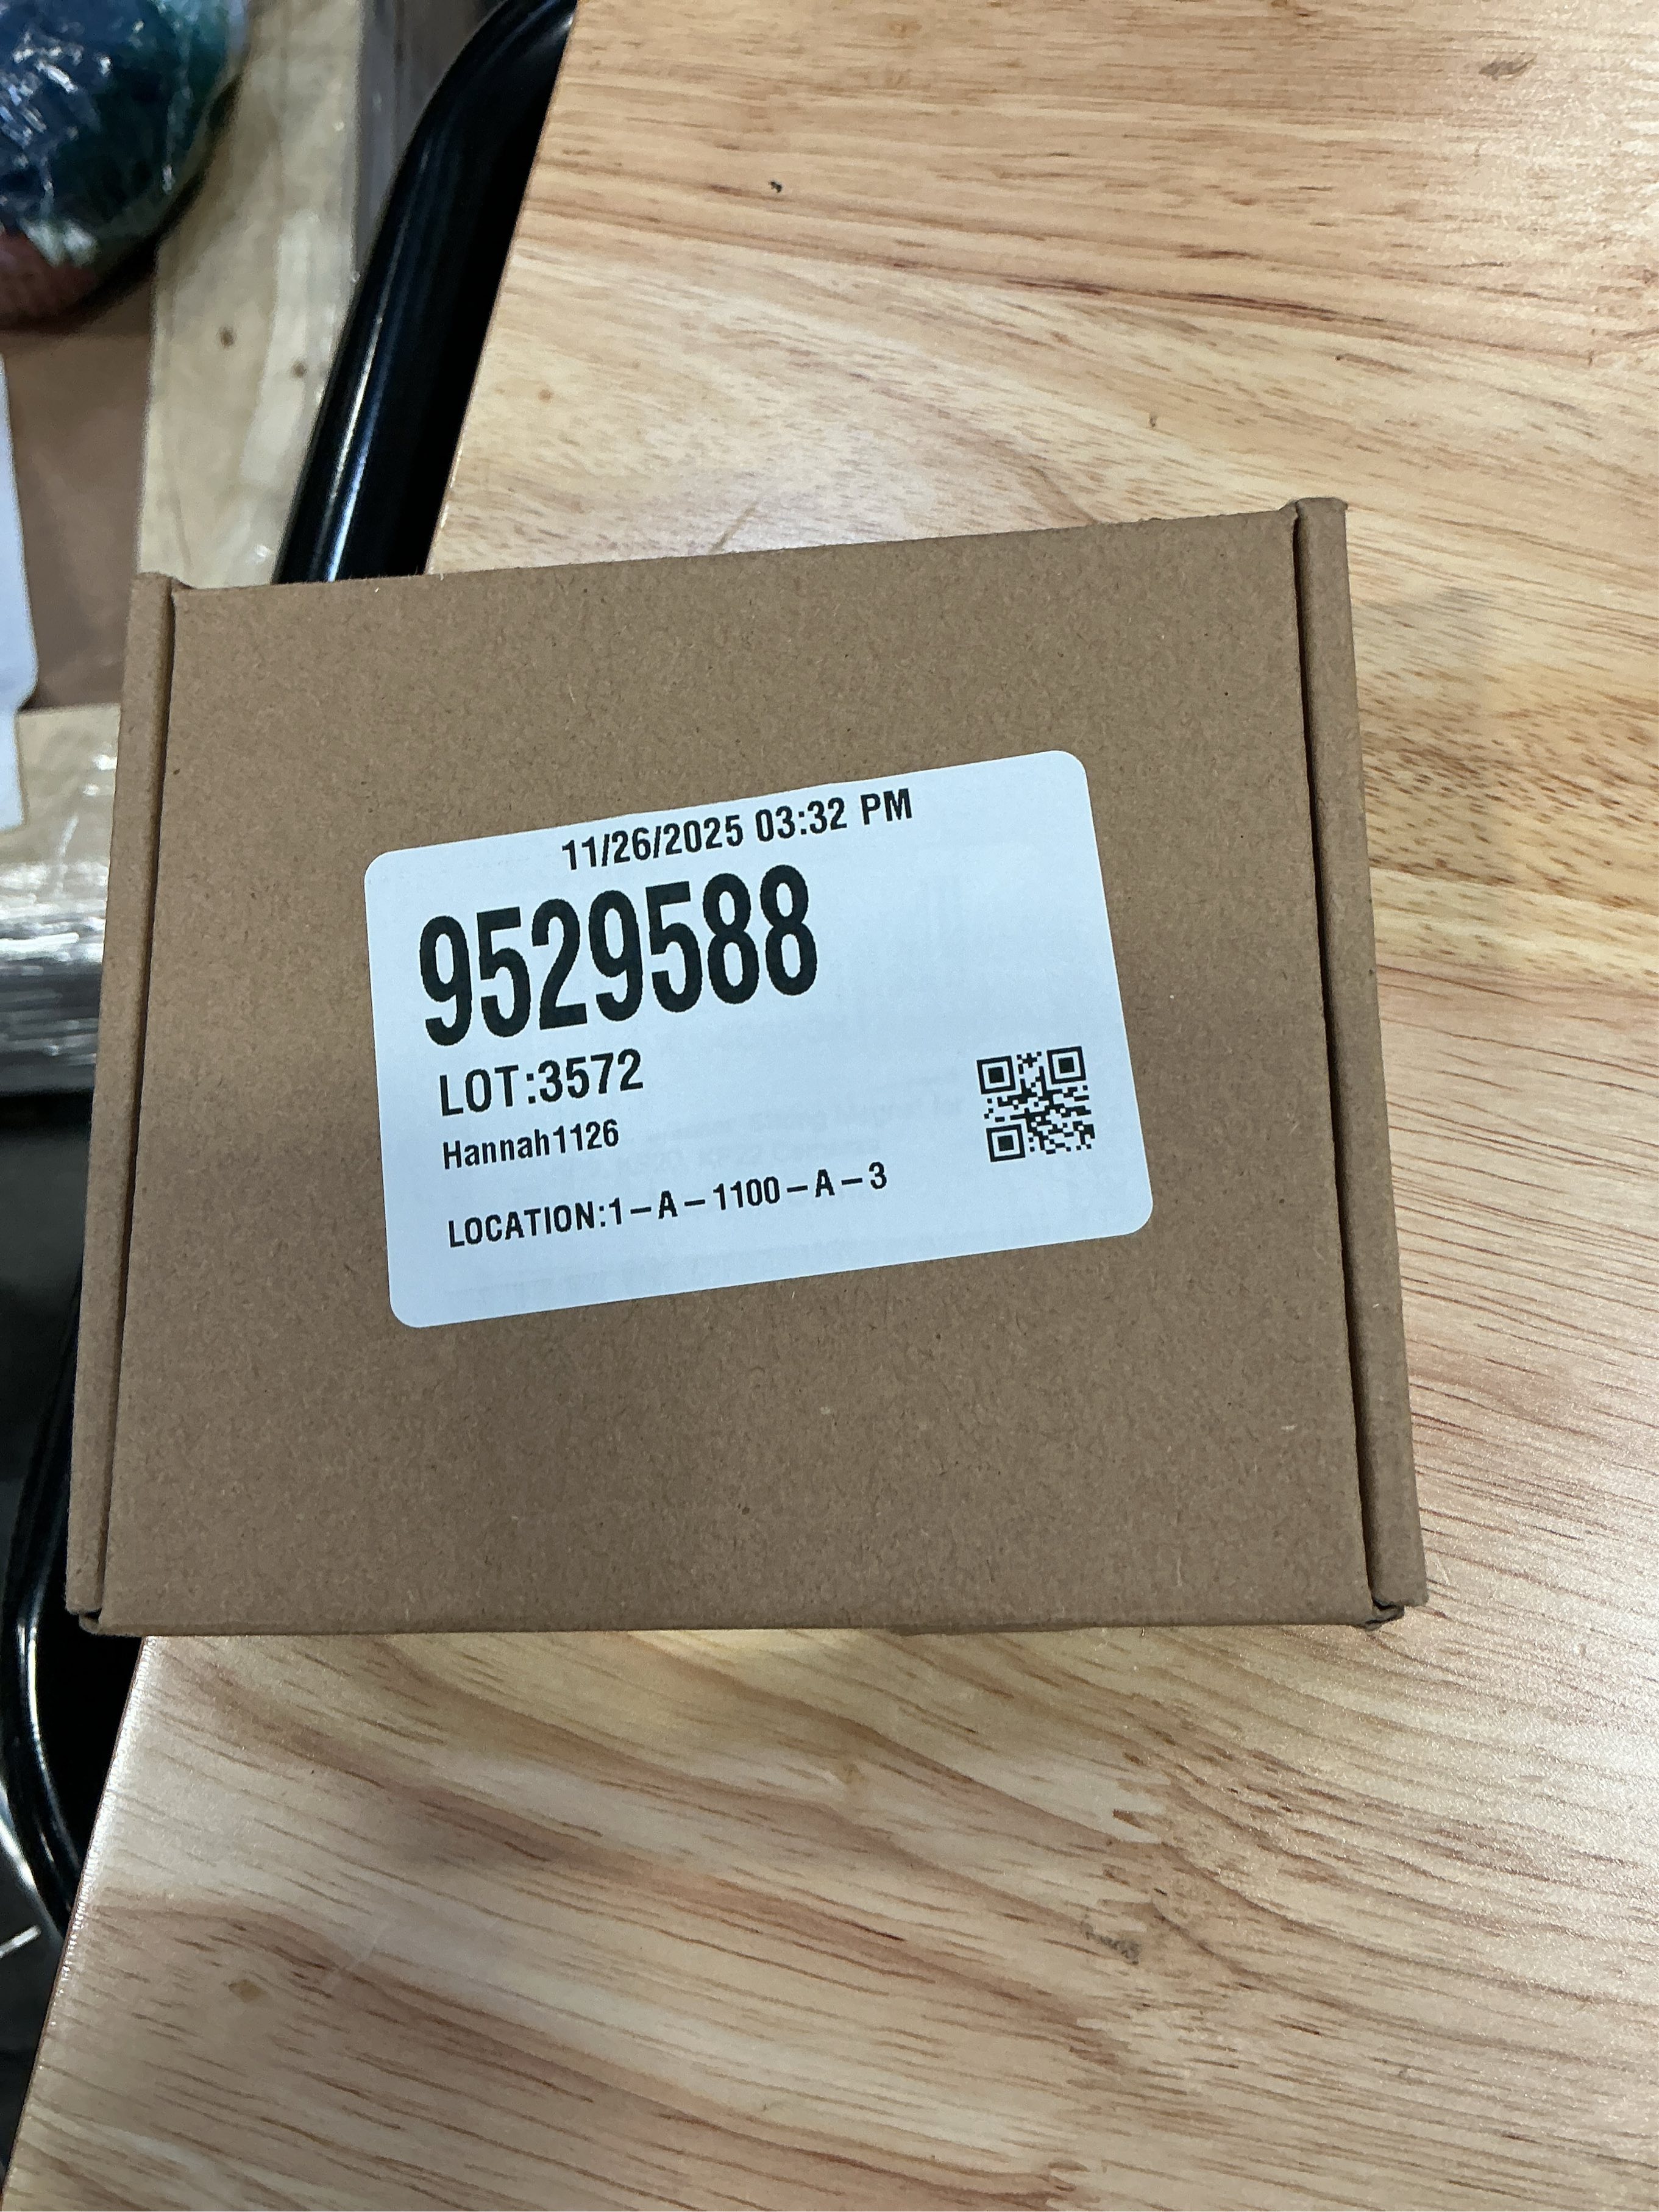 11/26/2025 03:32 PM
9529588
LOT:3572
Hannah1126
LOCATION:1–A–1100–A–3